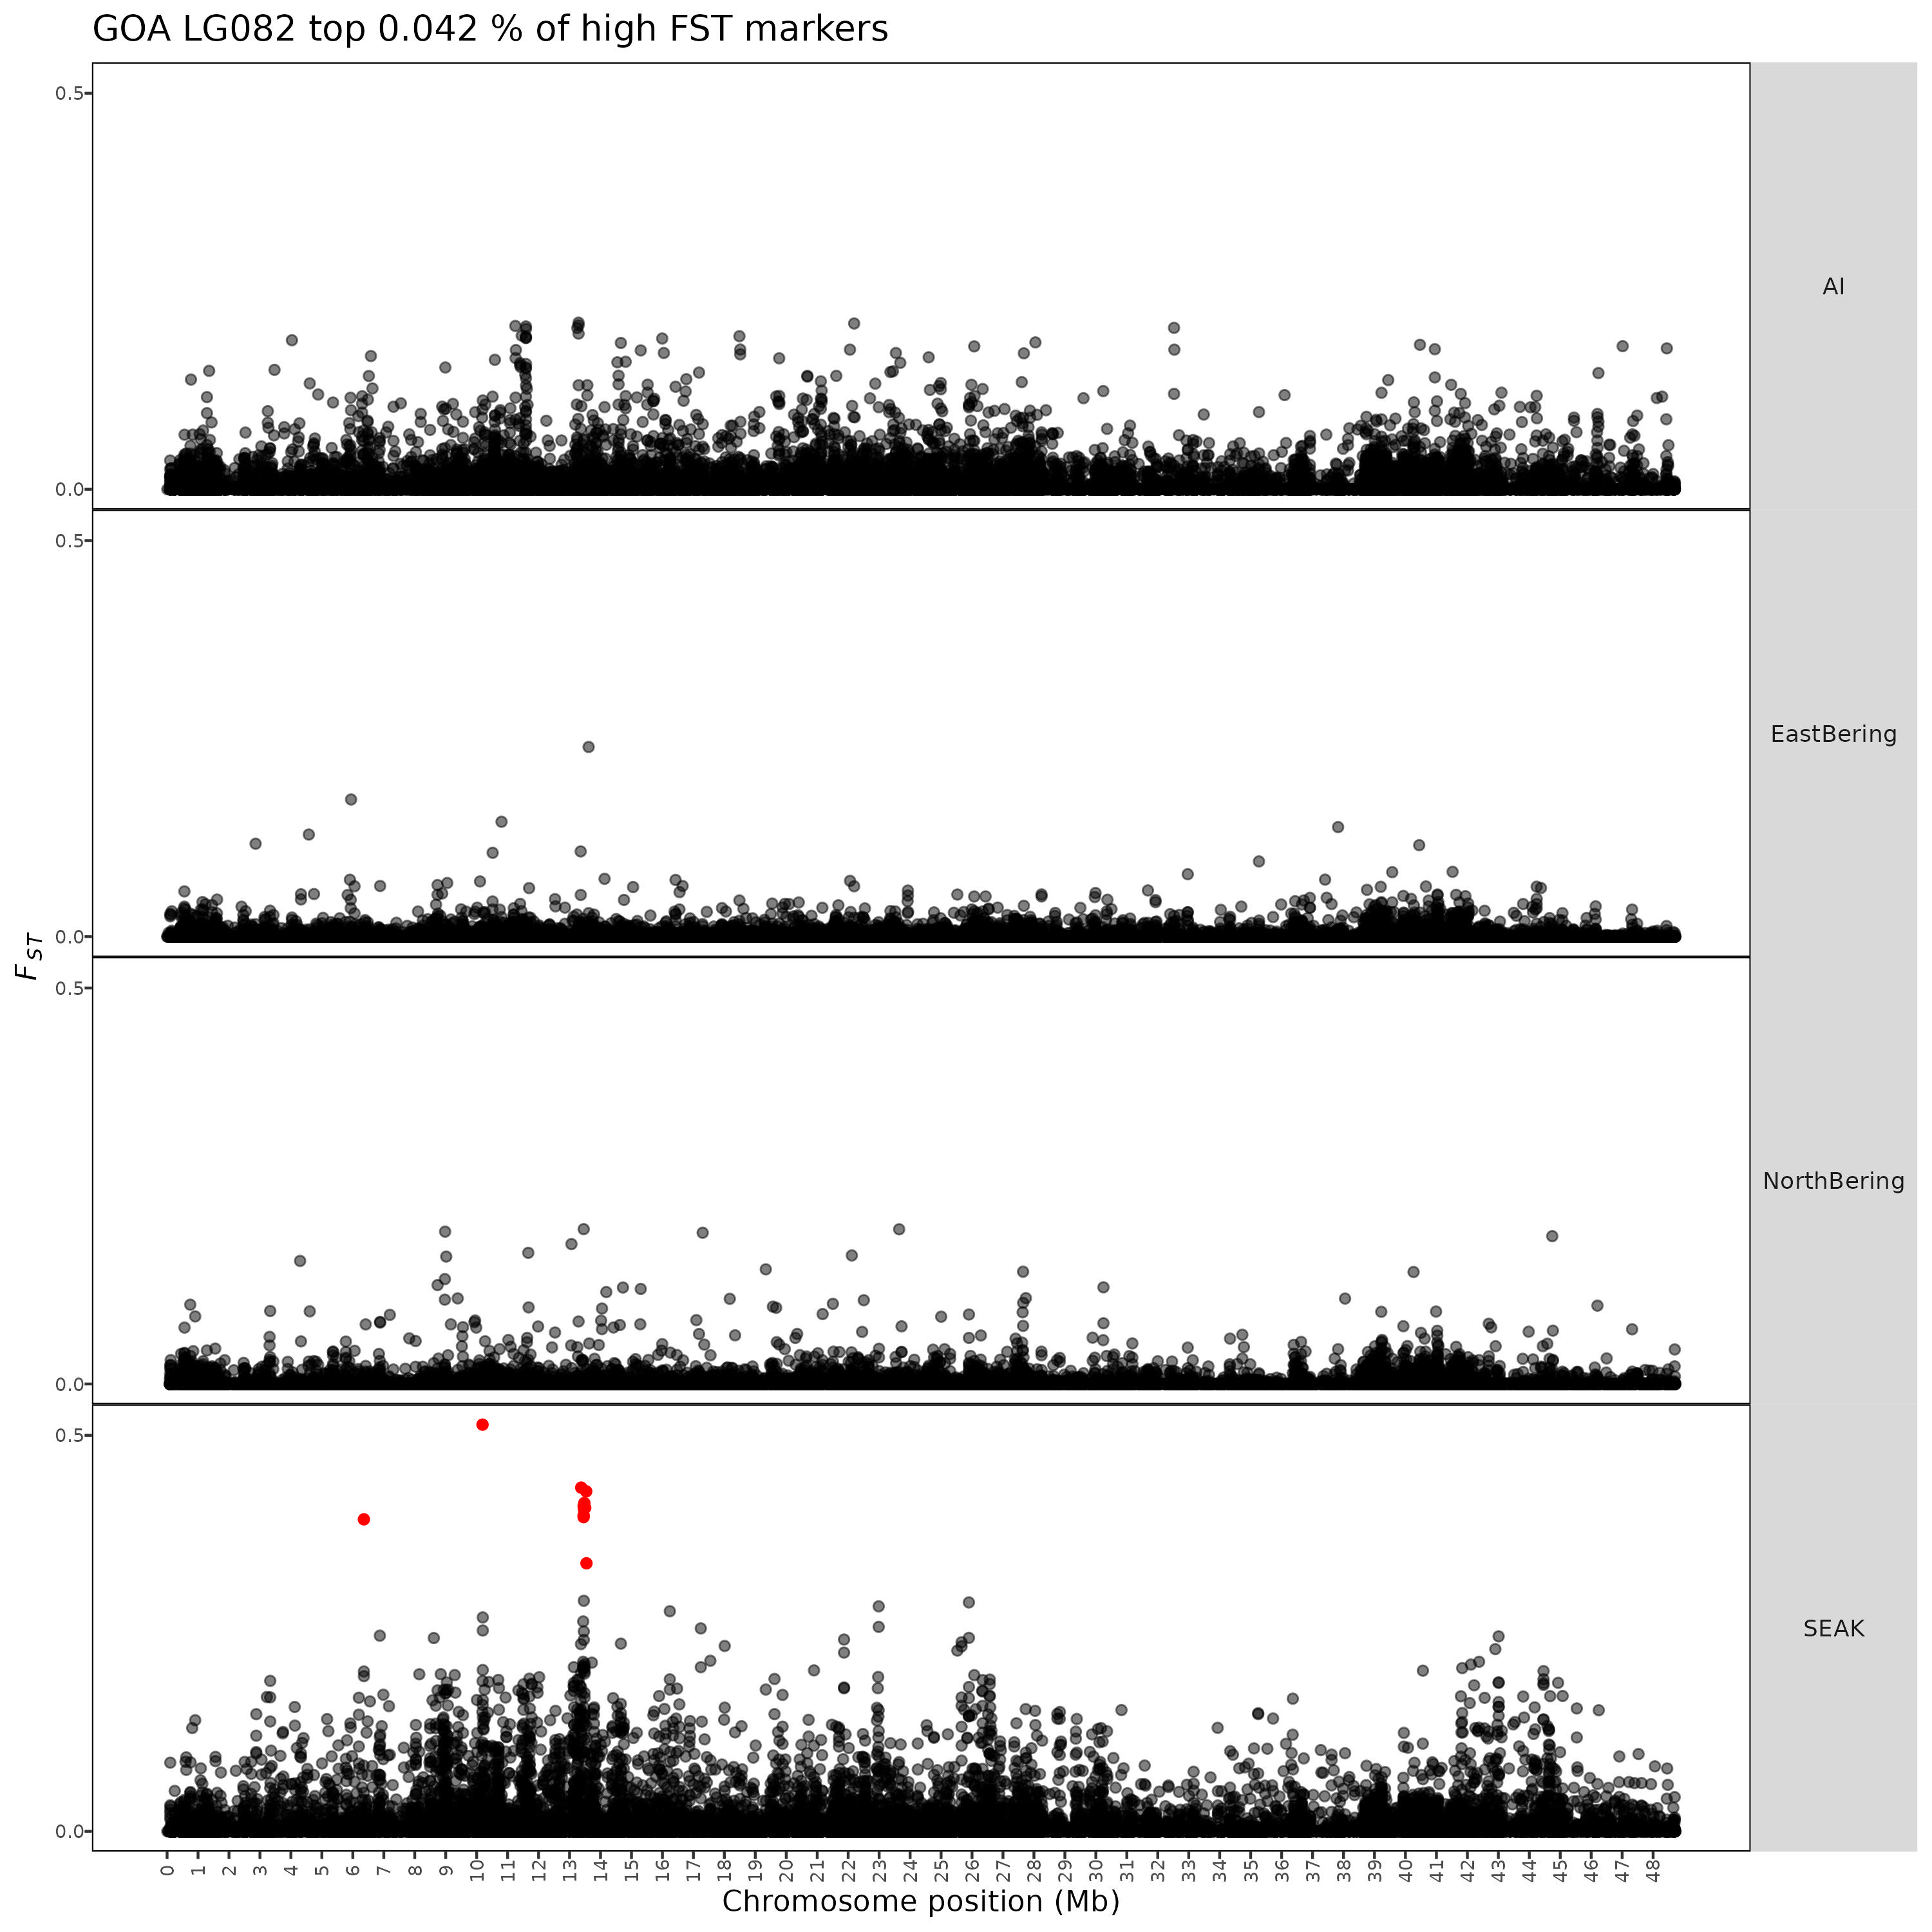 GOA LG082 top 0.042 % of high FST markers
0.5
0.0
AI
0.5
0.0
EastBering
F ST
0.5
0.0
NorthBering
0.5
0.0
SEAK
0 1 2 3 4 5 6 7 8 9 10 11 12 13 14 15 16 17 18 19 20 21 22 23 24 25 26 27 28 29 30 31 32 33 34 35 36 37 38 39 40 41 42 43 44 45 46 47 48
Chromosome position (Mb)